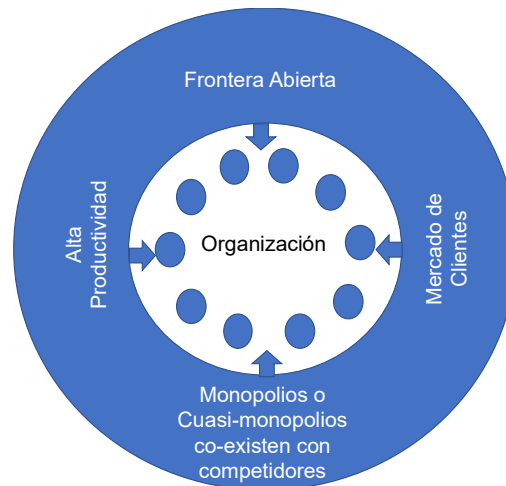 Frontera Abierta
Alta
Productividad
Organización
Mercado de
Clientes
Monopolios o
Cuasi-monopolios
co-existen con
competidores